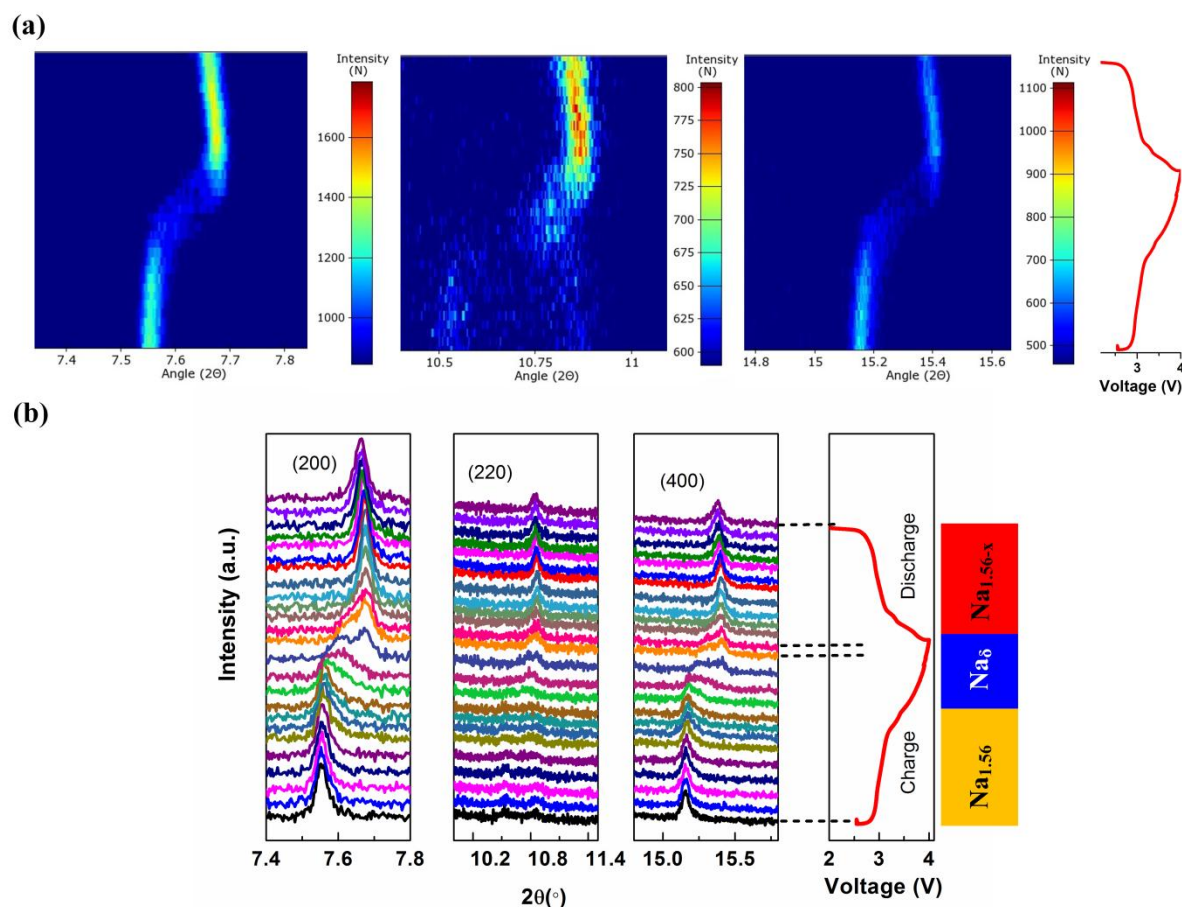 (a)
Intensity
(N)
1600
1400
1200
1000
7.4 7.5 7.6 7.7 7.8
Angle (2Θ)
Intensity
(N)
800
775
750
725
700
675
650
625
600
10.5 10.75 11
Angle (2Θ)
Intensity
(N)
1100
1000
900
800
700
600
500
14.8 15 15.2 15.4 15.6
Angle (2Θ)
3 4
Voltage (V)
(b)
Intensity (a.u.)
(200)
(220)
(400)
7.4 7.6 7.8
10.2 10.8 11.4
15.0 15.5
2θ(°)
Discharge
Charge
2 3 4
Voltage (V)
Na1.56-x
Naδ
Na1.56